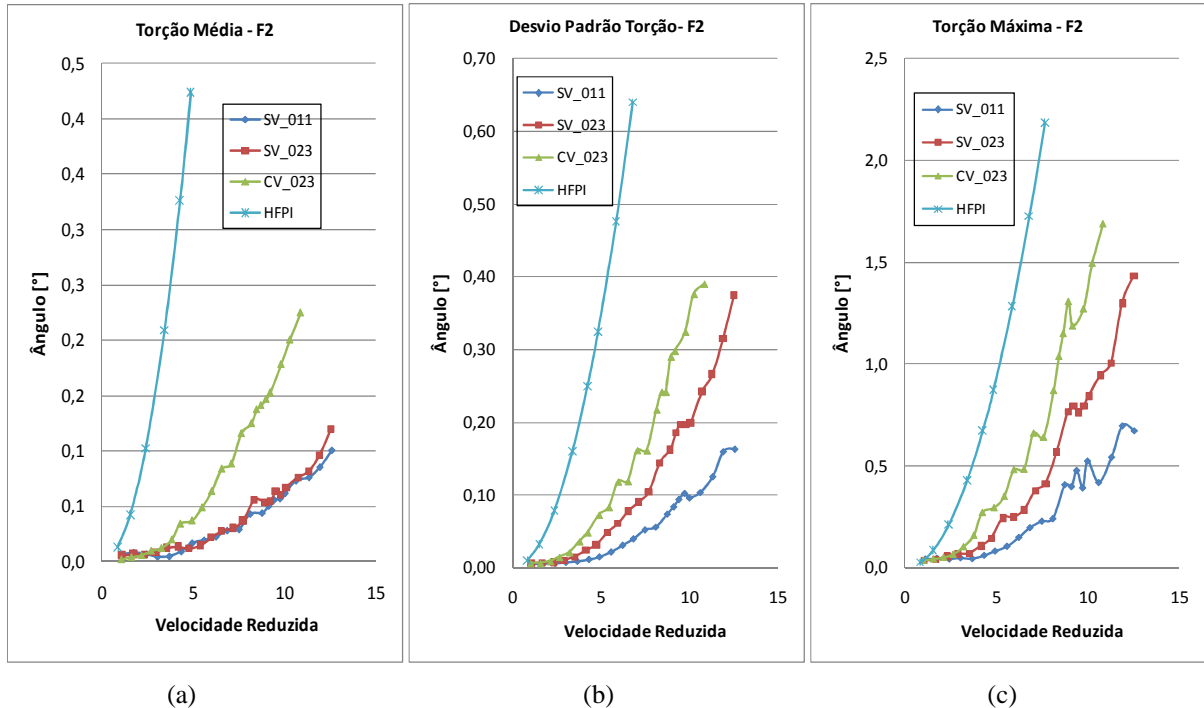 Torção Média - F2
0,5
0,4
0,4
0,3
0,3
0,2
0,2
0,1
0,1
0,0
Ângulo [°]
SV_011
SV_023
CV_023
HFPI
0
5
10
15
Velocidade Reduzida
(a)
Desvio Padrão Torção- F2
0,70
0,60
0,50
0,40
0,30
0,20
0,10
0,00
Ângulo [°]
SV_011
SV_023
CV_023
HFPI
0
5
10
15
Velocidade Reduzida
(b)
Torção Máxima - F2
2,5
2,0
1,5
1,0
0,5
0,0
Ângulo [°]
SV_011
SV_023
CV_023
HFPI
0
5
10
15
Velocidade Reduzida
(c)